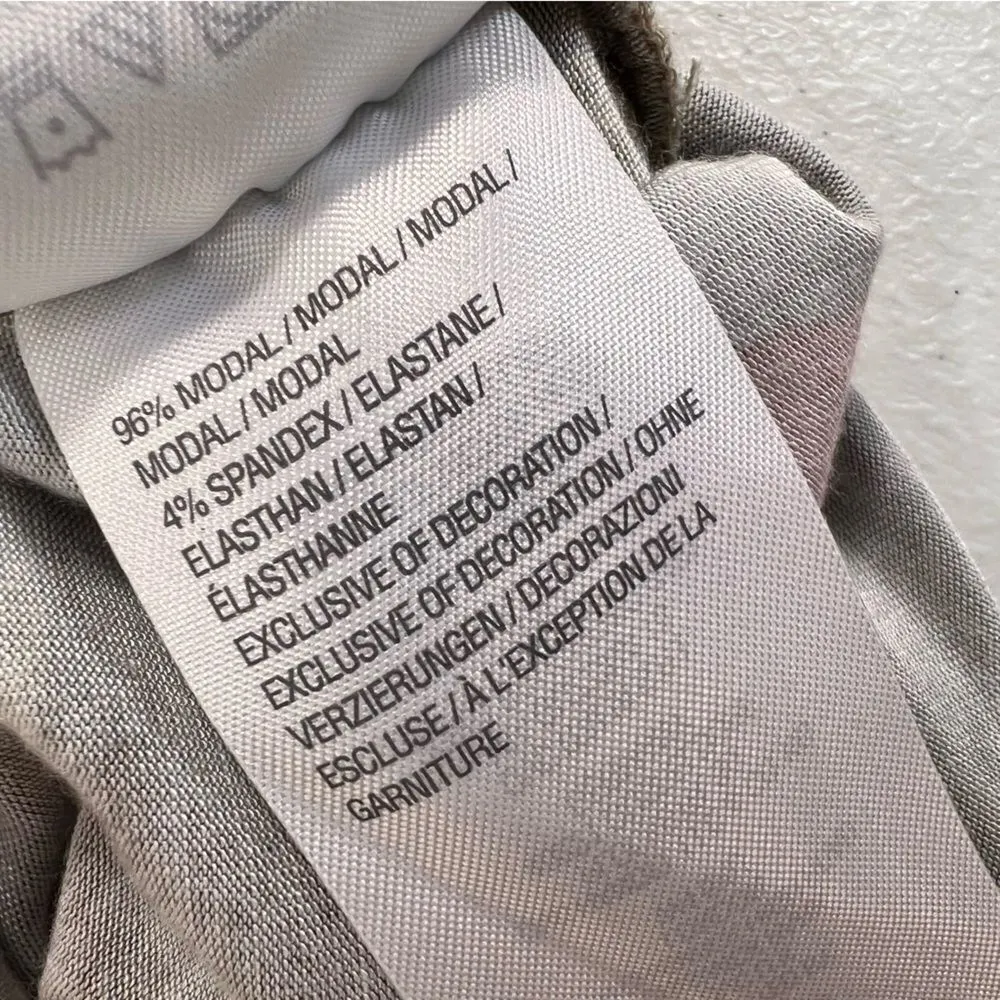 96% MODAL / MODAL / MODAL /
MODAL / MODAL
4% SPANDEX / ELASTANE /
ELASTHAN / ELASTAN /
ÉLASTHANNE
EXCLUSIVE OF DECORATION /
EXCLUSIVE OF DECORATION / OHNE
VERZIERUNGEN / DECORAZIONI
ESCLUSE / À L'EXCEPTION DE LA
GARNITURE